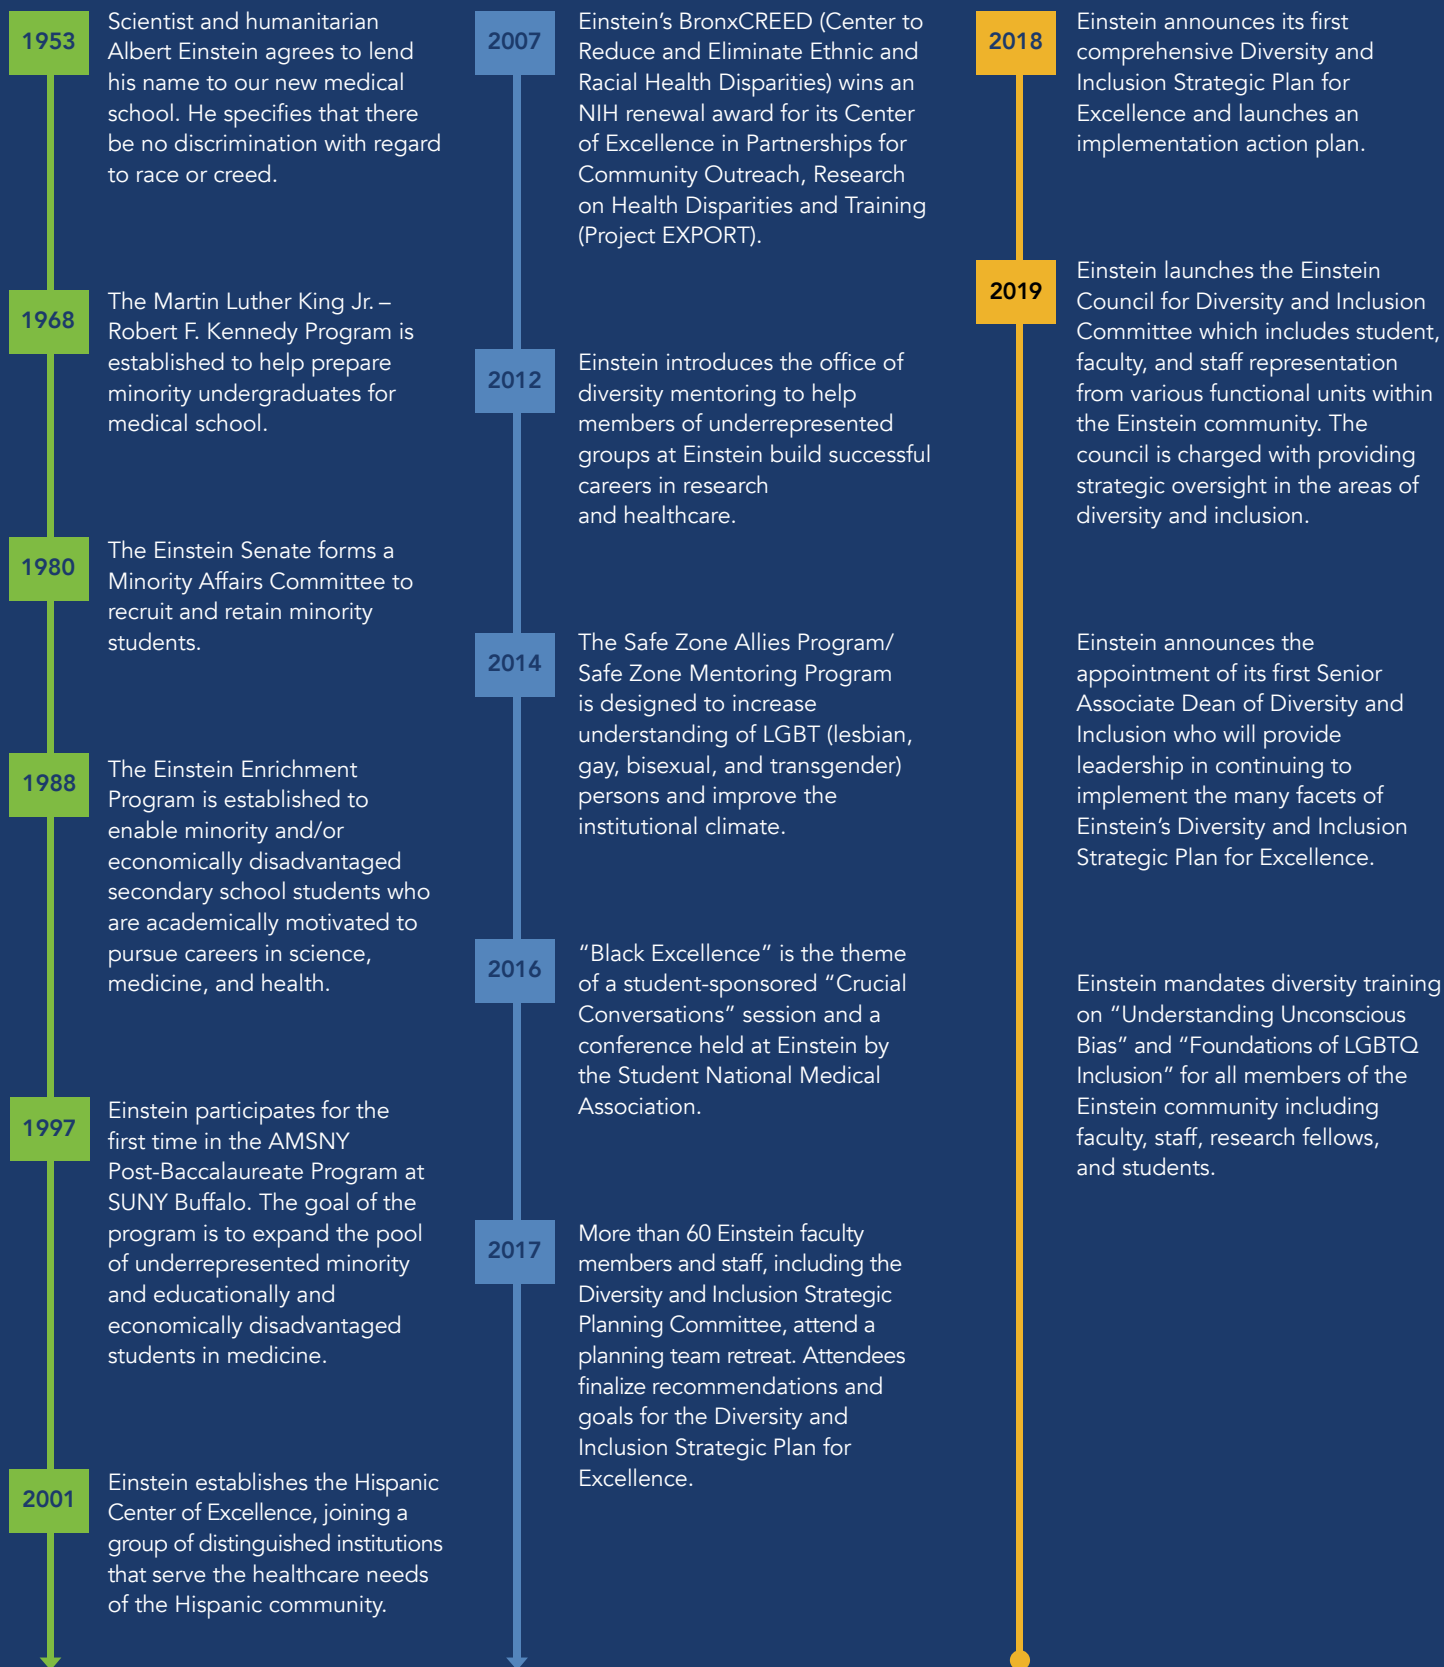 1953
Scientist and humanitarian
Albert Einstein agrees to lend
his name to our new medical
school. He specifies that there
be no discrimination with regard
to race or creed.
1968
The Martin Luther King Jr. –
Robert F. Kennedy Program is
established to help prepare
minority undergraduates for
medical school.
1980
The Einstein Senate forms a
Minority Affairs Committee to
recruit and retain minority
students.
1988
The Einstein Enrichment
Program is established to
enable minority and/or
economically disadvantaged
secondary school students who
are academically motivated to
pursue careers in science,
medicine, and health.
1997
Einstein participates for the
first time in the AMSNY
Post-Baccalaureate Program at
SUNY Buffalo. The goal of the
program is to expand the pool
of underrepresented minority
and educationally and
economically disadvantaged
students in medicine.
2001
Einstein establishes the Hispanic
Center of Excellence, joining a
group of distinguished institutions
that serve the healthcare needs
of the Hispanic community.
2007
Einstein’s BronxCREED (Center to
Reduce and Eliminate Ethnic and
Racial Health Disparities) wins an
NIH renewal award for its Center
of Excellence in Partnerships for
Community Outreach, Research
on Health Disparities and Training
(Project EXPORT).
2012
Einstein introduces the office of
diversity mentoring to help
members of underrepresented
groups at Einstein build successful
careers in research
and healthcare.
2014
The Safe Zone Allies Program/
Safe Zone Mentoring Program
is designed to increase
understanding of LGBT (lesbian,
gay, bisexual, and transgender)
persons and improve the
institutional climate.
2016
“Black Excellence” is the theme
of a student-sponsored “Crucial
Conversations” session and a
conference held at Einstein by
the Student National Medical
Association.
2017
More than 60 Einstein faculty
members and staff, including the
Diversity and Inclusion Strategic
Planning Committee, attend a
planning team retreat. Attendees
finalize recommendations and
goals for the Diversity and
Inclusion Strategic Plan for
Excellence.
2018
Einstein announces its first
comprehensive Diversity and
Inclusion Strategic Plan for
Excellence and launches an
implementation action plan.
2019
Einstein launches the Einstein
Council for Diversity and Inclusion
Committee which includes student,
faculty, and staff representation
from various functional units within
the Einstein community. The
council is charged with providing
strategic oversight in the areas of
diversity and inclusion.
Einstein announces the
appointment of its first Senior
Associate Dean of Diversity and
Inclusion who will provide
leadership in continuing to
implement the many facets of
Einstein’s Diversity and Inclusion
Strategic Plan for Excellence.
Einstein mandates diversity training
on “Understanding Unconscious
Bias” and “Foundations of LGBTQ
Inclusion” for all members of the
Einstein community including
faculty, staff, research fellows,
and students.